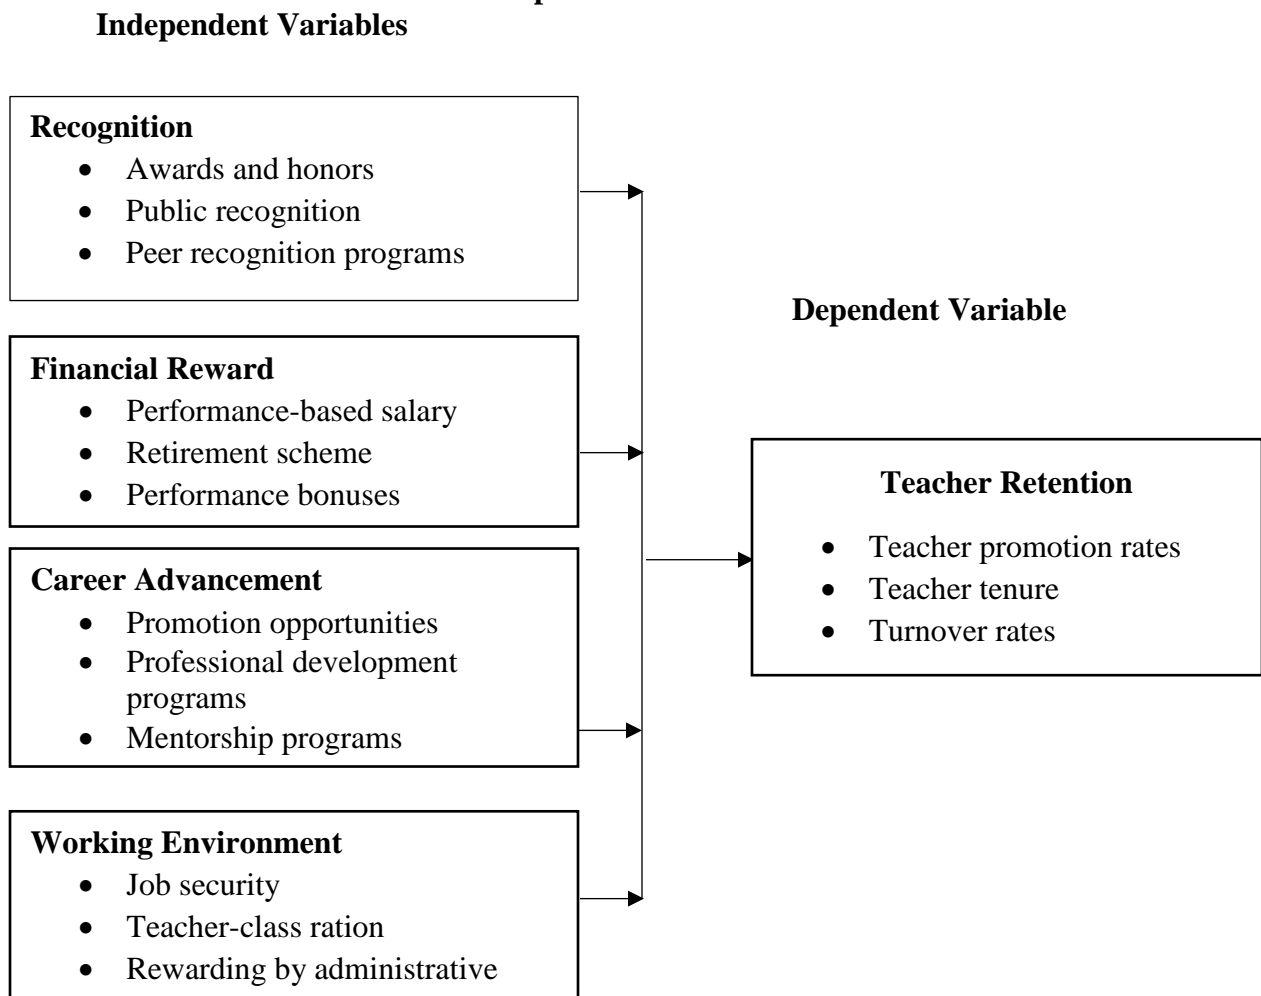 Independent Variables
Recognition
• Awards and honors
• Public recognition
• Peer recognition programs
Dependent Variable
Financial Reward
• Performance-based salary
• Retirement scheme
• Performance bonuses
Career Advancement
• Promotion opportunities
• Professional development
programs
• Mentorship programs
Teacher Retention
• Teacher promotion rates
• Teacher tenure
• Turnover rates
Working Environment
• Job security
• Teacher-class ration
• Rewarding by administrative